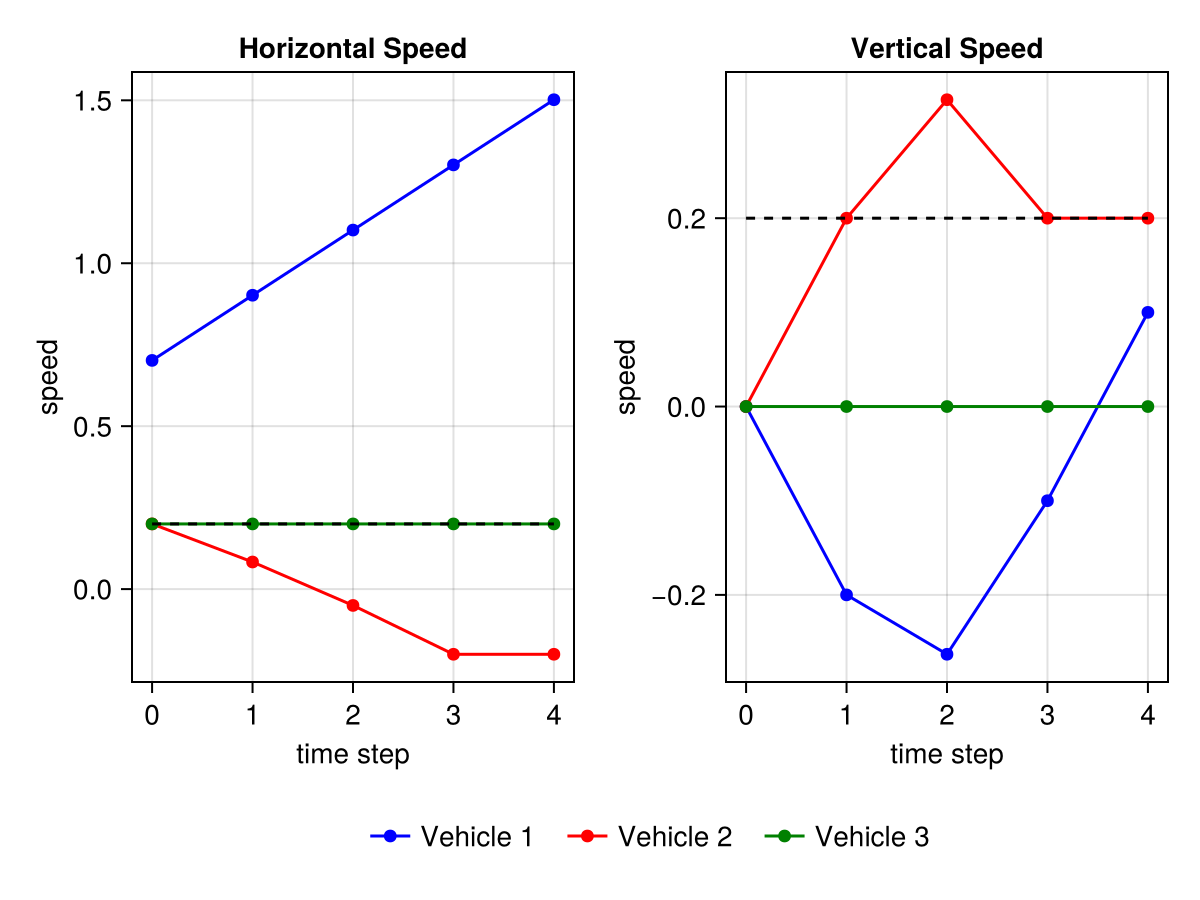 Horizontal Speed
1.5
1.0
0.5
0.0
speed
0
1
2
3
4
time step
Vertical Speed
0.2
0.0
−0.2
speed
0
1
2
3
4
time step
Vehicle 1
Vehicle 2
Vehicle 3